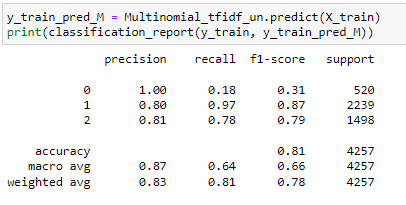 y_train_pred_M = Multinomial_tfidf_un.predict(X_train)
print(classification_report(y_train, y_train_pred_M))
precision recall f1-score support
0 1.00 0.18 0.31 520
1 0.80 0.97 0.87 2239
2 0.81 0.78 0.79 1498
accuracy 0.81 4257
macro avg 0.87 0.64 0.66 4257
weighted avg 0.83 0.81 0.78 4257